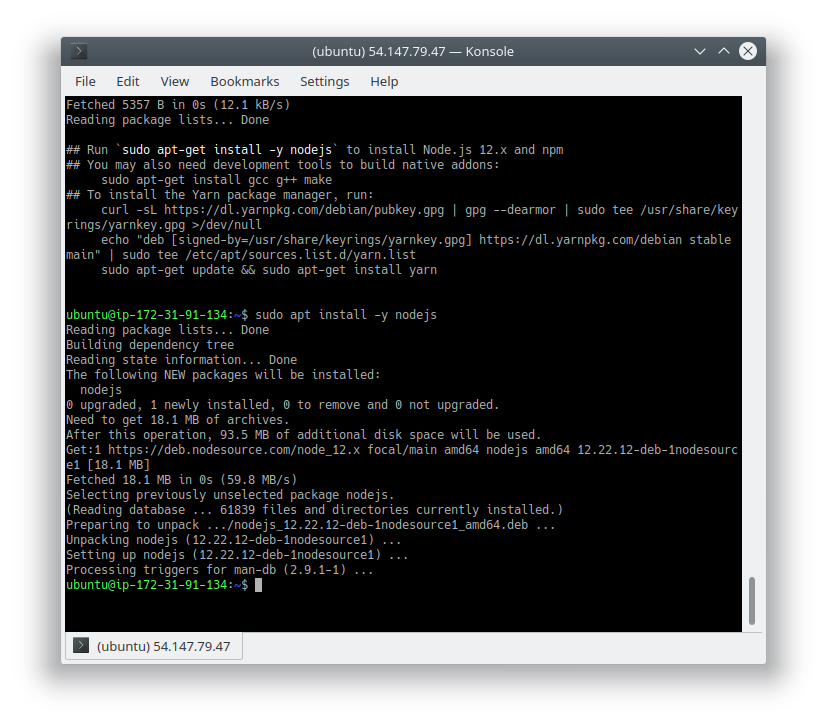 (ubuntu) 54.147.79.47 — Konsole
File Edit View Bookmarks Settings Help
Fetched 5357 B in 0s (12.1 kB/s)
Reading package lists... Done
## Run `sudo apt-get install -y nodejs` to install Node.js 12.x and npm
## You may also need development tools to build native addons:
     sudo apt-get install gcc g++ make
## To install the Yarn package manager, run:
     curl -sL https://dl.yarnpkg.com/debian/pubkey.gpg | gpg --dearmor | sudo tee /usr/share/key
rings/yarnkey.gpg >/dev/null
     echo "deb [signed-by=/usr/share/keyrings/yarnkey.gpg] https://dl.yarnpkg.com/debian stable
main" | sudo tee /etc/apt/sources.list.d/yarn.list
     sudo apt-get update && sudo apt-get install yarn
ubuntu@ip-172-31-91-134:~$ sudo apt install -y nodejs
Reading package lists... Done
Building dependency tree
Reading state information... Done
The following NEW packages will be installed:
  nodejs
0 upgraded, 1 newly installed, 0 to remove and 0 not upgraded.
Need to get 18.1 MB of archives.
After this operation, 93.5 MB of additional disk space will be used.
Get:1 https://deb.nodesource.com/node_12.x focal/main amd64 nodejs amd64 12.22.12-deb-1nodesourc
e1 [18.1 MB]
Fetched 18.1 MB in 0s (59.8 MB/s)
Selecting previously unselected package nodejs.
(Reading database ... 61839 files and directories currently installed.)
Preparing to unpack .../nodejs_12.22.12-deb-1nodesource1_amd64.deb ...
Unpacking nodejs (12.22.12-deb-1nodesource1) ...
Setting up nodejs (12.22.12-deb-1nodesource1) ...
Processing triggers for man-db (2.9.1-1) ...
ubuntu@ip-172-31-91-134:~$
(ubuntu) 54.147.79.47